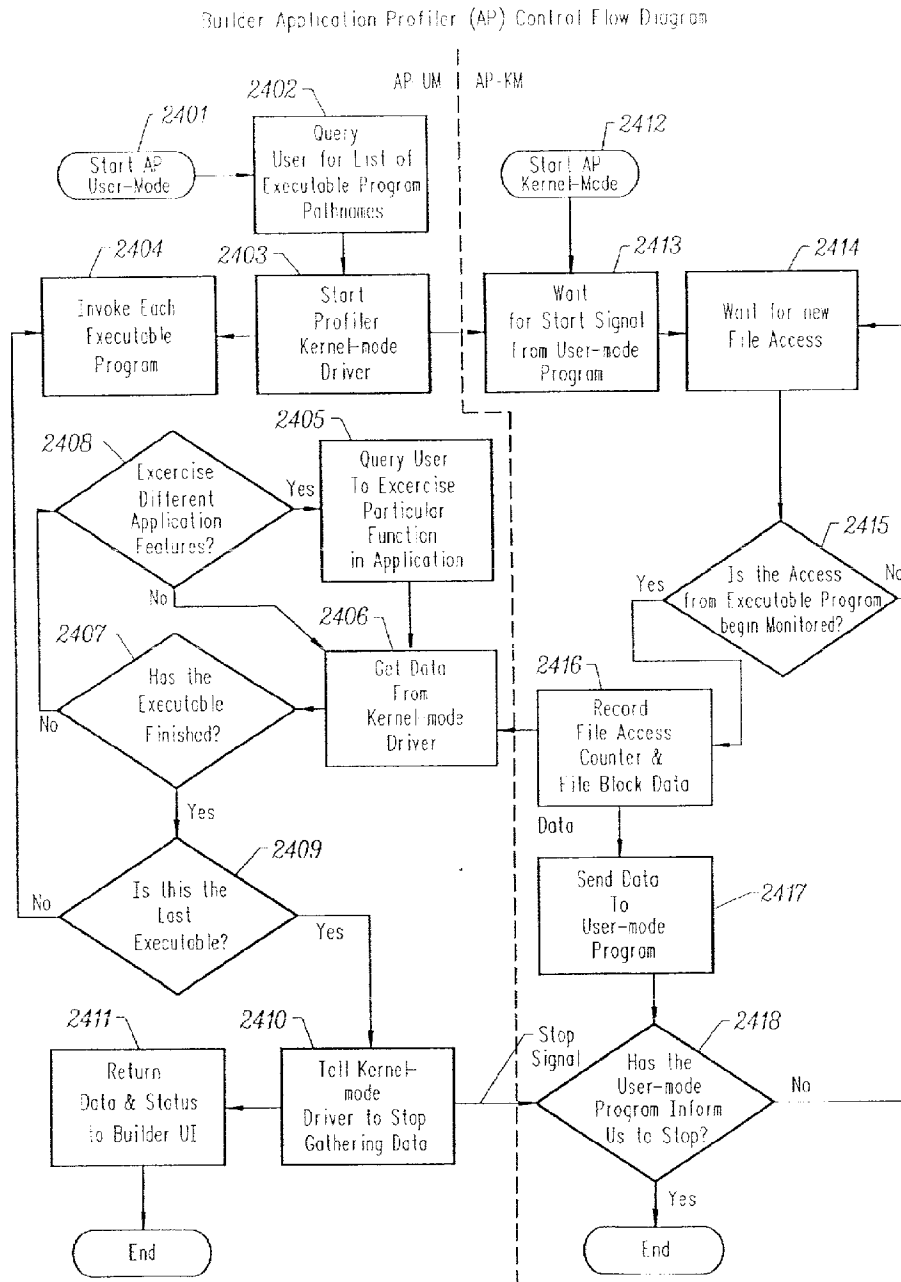 Builder Application Profiler (AP) Control Flow Diagram
AP-UM
AP-KM
2401
Start AP
User-Mode
2402
Query
User for List of
Executable Program
Pathnames
2412
Start AP
Kernel-Mode
2404
Invoke Each
Executable
Program
2403
Start
Profiler
Kernel-mode
Driver
2413
Wait
for Start Signal
From User-mode
Program
2414
Wait for new
File Access
2408
Excercise
Different
Application
Features?
Yes
No
2405
Query User
To Excercise
Particular
Function
in Application
2415
Is the Access
from Executable Program
begin Monitored?
Yes
No
2407
Has the
Executable
Finished?
No
Yes
2406
Get Data
From
Kernel-mode
Driver
2416
Record
File Access
Counter &
File Block Data
Data
2409
Is this the
Last
Executable?
No
Yes
2417
Send Data
To
User-mode
Program
2411
Return
Data & Status
to Builder UI
2410
Tell Kernel-
mode
Driver to Stop
Gathering Data
Stop
Signal
2418
Has the
User-mode
Program Inform
Us to Stop?
No
Yes
End
End